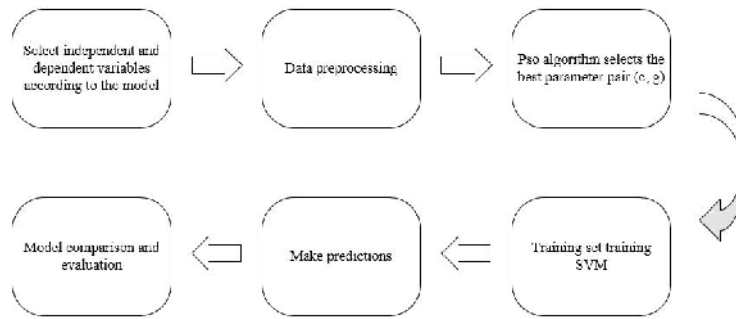 Select independent and
dependent variables
according to the model
Data preprocessing
Pso algorithm selects the
best parameter pair (c, g)
Model comparison and
evaluation
Make predictions
Training set training
SVM